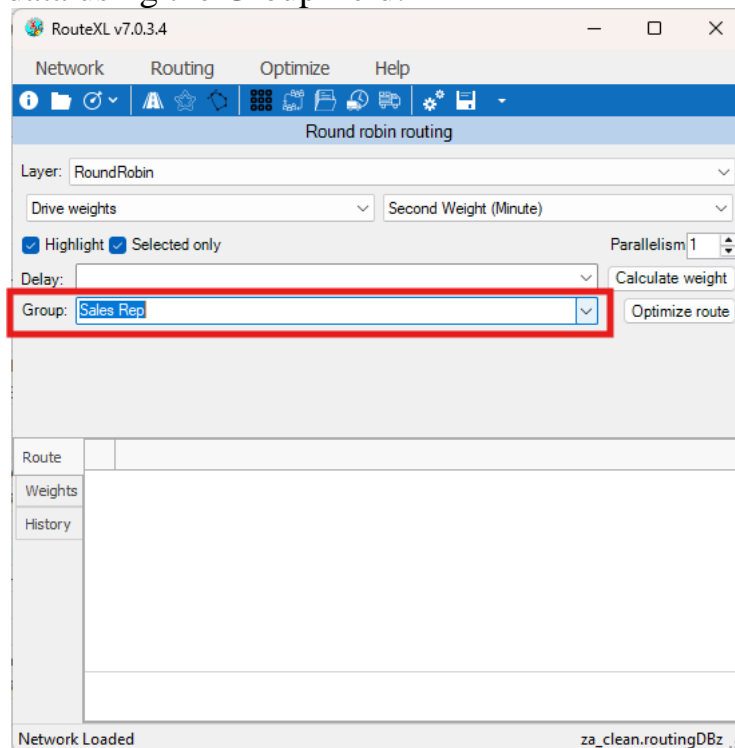 RouteXL v7.0.3.4
Network Routing Optimize Help
Round robin routing
Layer: RoundRobin
Drive weights Second Weight (Minute)
Highlight Selected only Parallelism 1
Delay: Calculate weight
Group: Sales Rep Optimize route
Route
Weights
History
Network Loaded za_clean.routingDBz